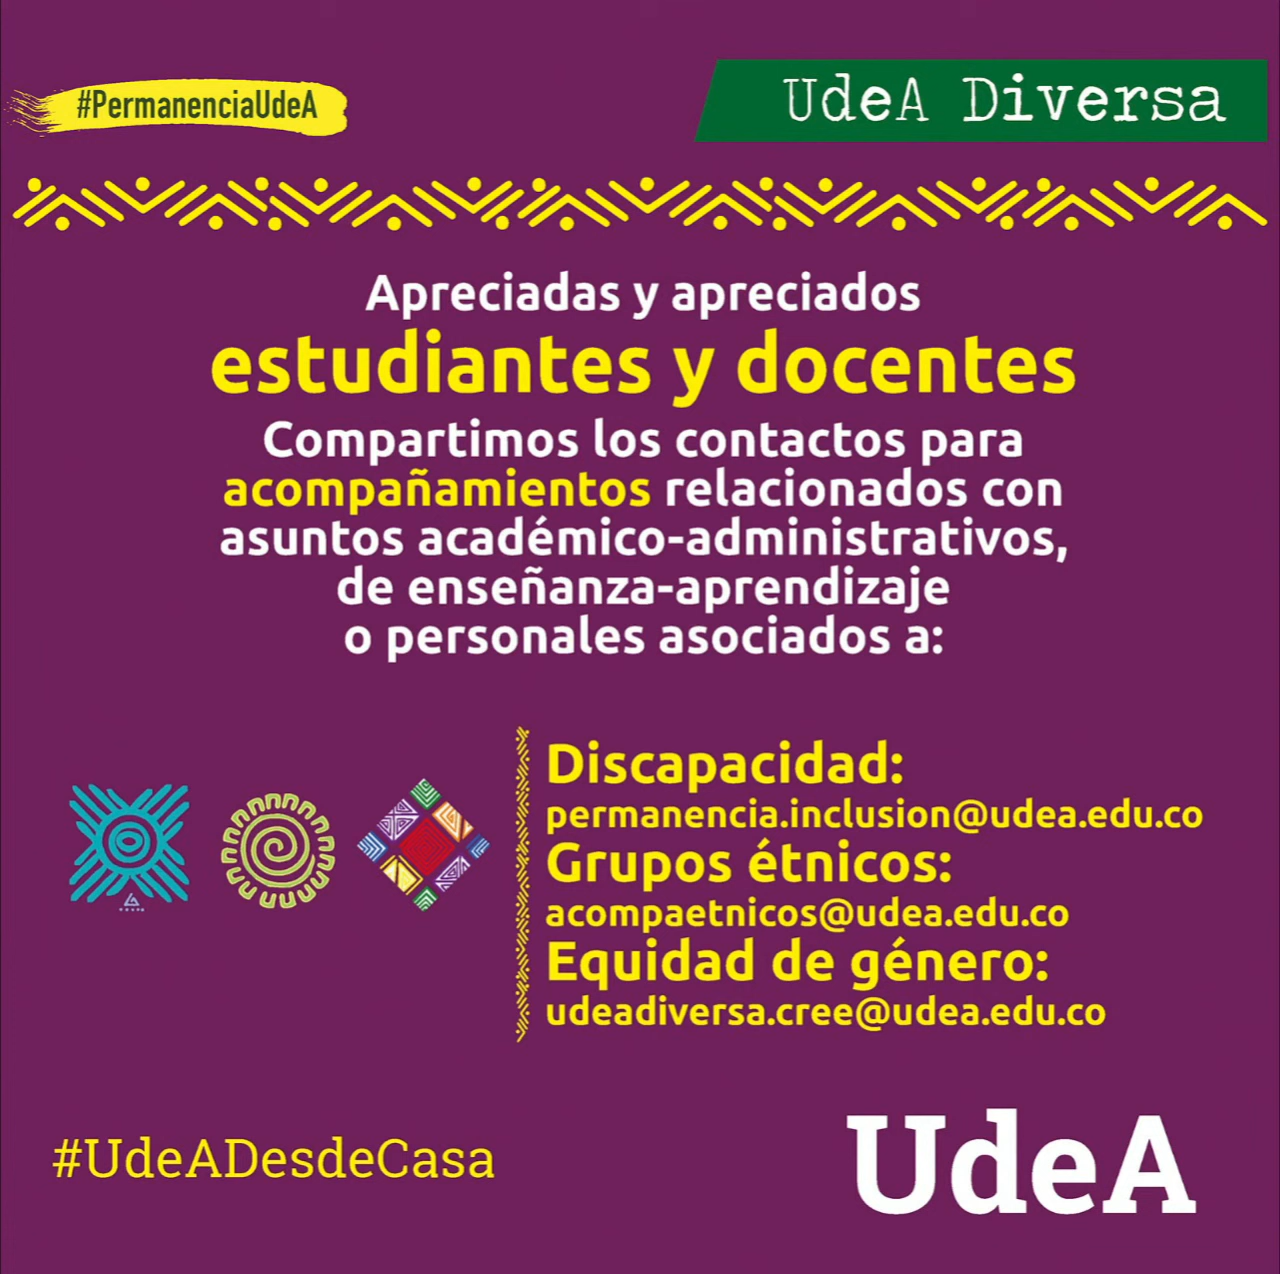 #PermanenciaUdeA
UdeA Diversa
Apreciadas y apreciados
estudiantes y docentes
Compartimos los contactos para
acompañamientos relacionados con
asuntos académico-administrativos,
de enseñanza-aprendizaje
o personales asociados a:
Discapacidad:
permanencia.inclusion@udea.edu.co
Grupos étnicos:
acompaetnicos@udea.edu.co
Equidad de género:
udeadiversa.cree@udea.edu.co
#UdeADesdeCasa
UdeA